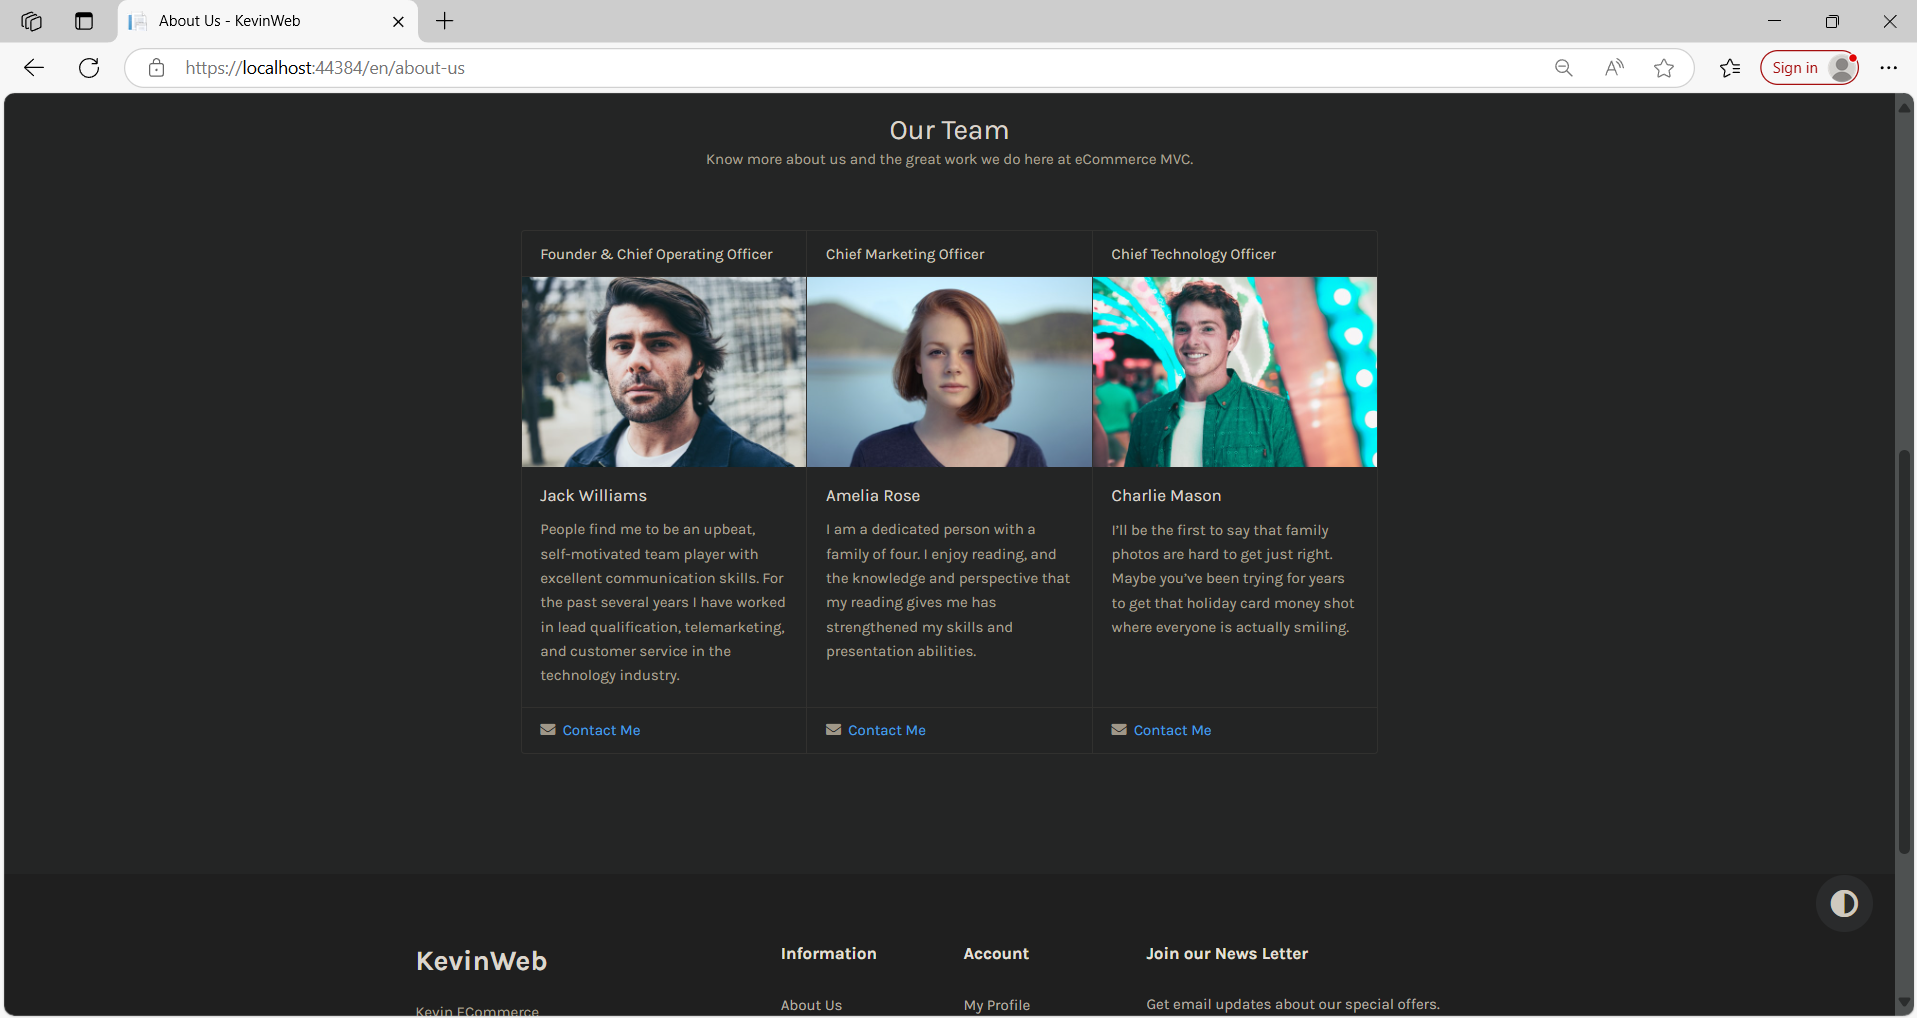 About Us - KevinWeb
https://localhost:44384/en/about-us
Sign in
Our Team
Know more about us and the great work we do here at eCommerce MVC.
Founder & Chief Operating Officer
Jack Williams
People find me to be an upbeat,
self-motivated team player with
excellent communication skills. For
the past several years I have worked
in lead qualification, telemarketing,
and customer service in the
technology industry.
Contact Me
Chief Marketing Officer
Amelia Rose
I am a dedicated person with a
family of four. I enjoy reading, and
the knowledge and perspective that
my reading gives me has
strengthened my skills and
presentation abilities.
Contact Me
Chief Technology Officer
Charlie Mason
I’ll be the first to say that family
photos are hard to get just right.
Maybe you’ve been trying for years
to get that holiday card money shot
where everyone is actually smiling.
Contact Me
KevinWeb
Kevin ECommerce
Information
About Us
Account
My Profile
Join our News Letter
Get email updates about our special offers.